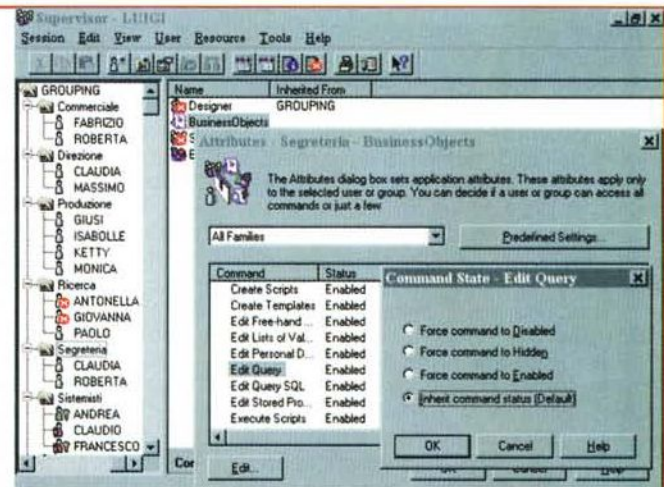 Supervisor - LUIGI
Session Edit View User Resource Tools Help
GROUPING
Commerciale
FABRIZIO
ROBERTA
Direzione
CLAUDIA
MASSIMO
Produzione
GIUSI
ISABOLLE
KETTY
MONICA
Ricerca
ANTONELLA
GIOVANNA
PAOLO
Segreteria
CLAUDIA
ROBERTA
Sistemisti
ANDREA
CLAUDIO
FRANCESCO
Name Inherited From
Designer GROUPING
BusinessObjects
Attributes - Segreteria - BusinessObjects
The Attributes dialog box sets application attributes. These attributes apply only
to the selected user or group. You can decide if a user or group can access all
commands or just a few
All Families
Predefined Settings...
Command Status
Create Scripts Enabled
Create Templates Enabled
Edit Free-hand ... Enabled
Edit Lists of Val... Enabled
Edit Personal D... Enabled
Edit Query Enabled
Edit Query SQL Enabled
Edit Stored Pro... Enabled
Execute Scripts Enabled
Edit...
Command State - Edit Query
Force command to Disabled
Force command to Hidden
Force command to Enabled
Inherit command status (Default)
OK Cancel Help